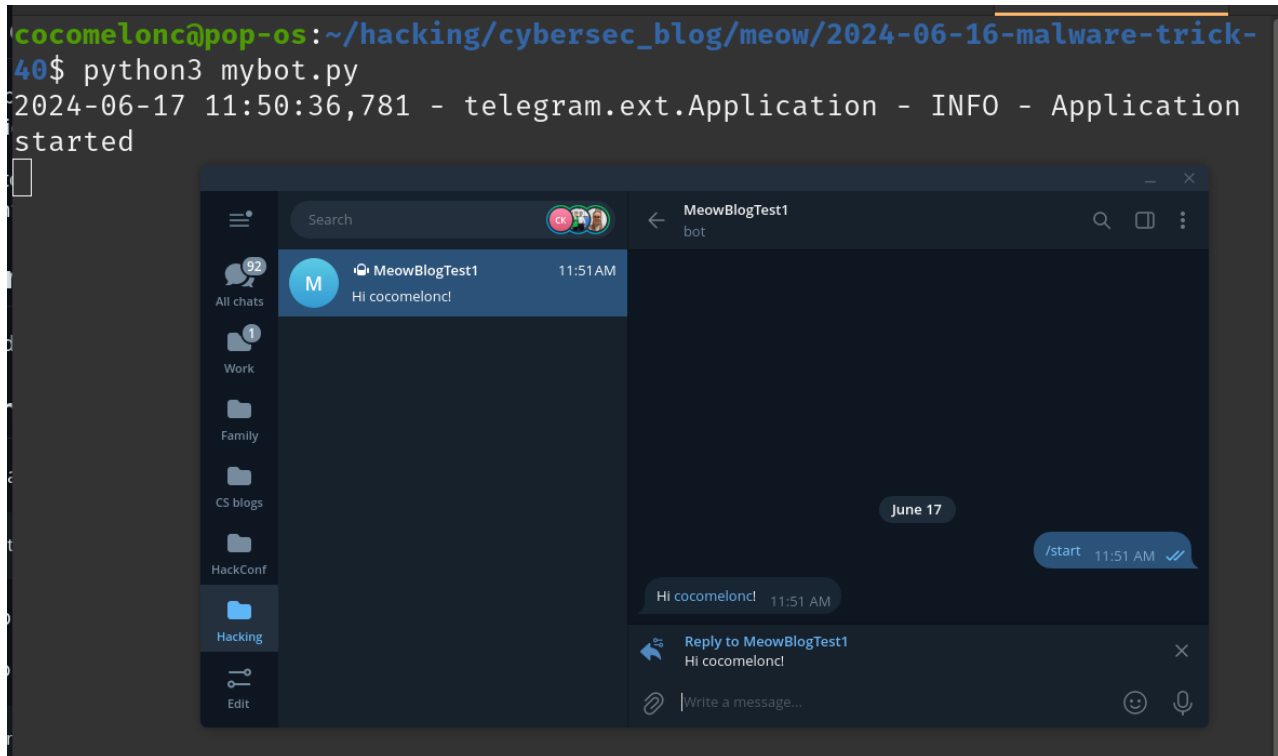 cocomelonc@pop-os:~/hacking/cybersec_blog/meow/2024-06-16-malware-trick-
40$ python3 mybot.py
2024-06-17 11:50:36,781 - telegram.ext.Application - INFO - Application
started
Search
CK
MeowBlogTest1
bot
92
All chats
M
MeowBlogTest1 11:51 AM
Hi cocomelonc!
1
Work
Family
CS blogs
HackConf
Hacking
Edit
June 17
/start 11:51 AM
Hi cocomelonc! 11:51 AM
Reply to MeowBlogTest1
Hi cocomelonc!
Write a message...